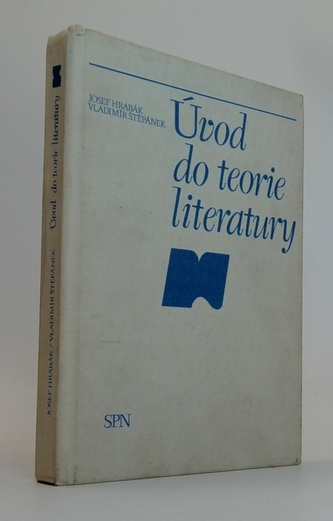 JOSEF HRABÁK
VLADIMÍR ŠTĚPÁNEK
Úvod
do teorie
literatury
SPN
JOSEF HRABÁK / VLADIMÍR ŠTĚPÁNEK Úvod do teorie literatury